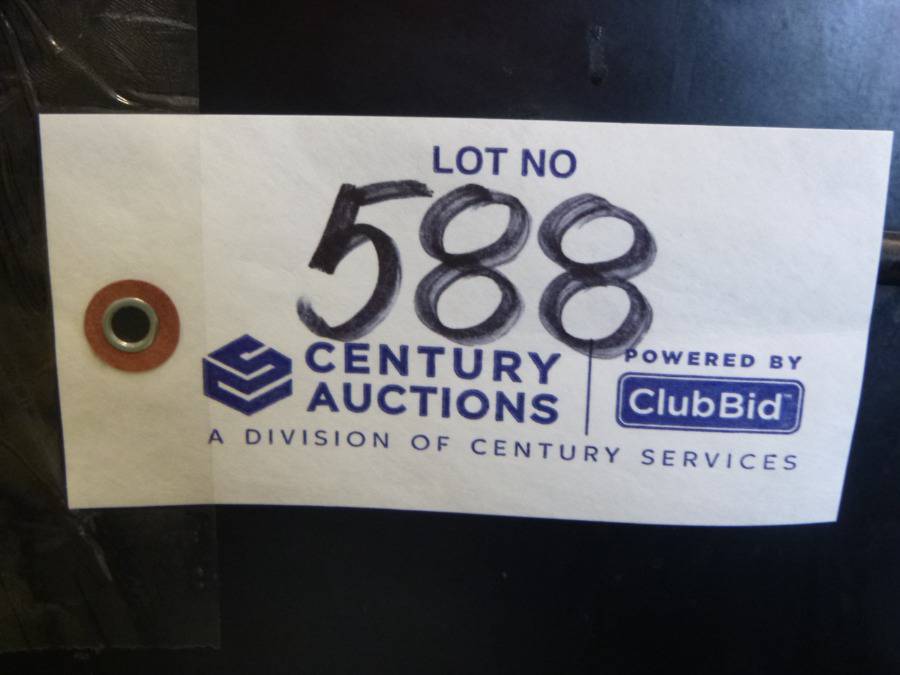 LOT NO
588
CENTURY
AUCTIONS
POWERED BY
ClubBid™
A DIVISION OF CENTURY SERVICES